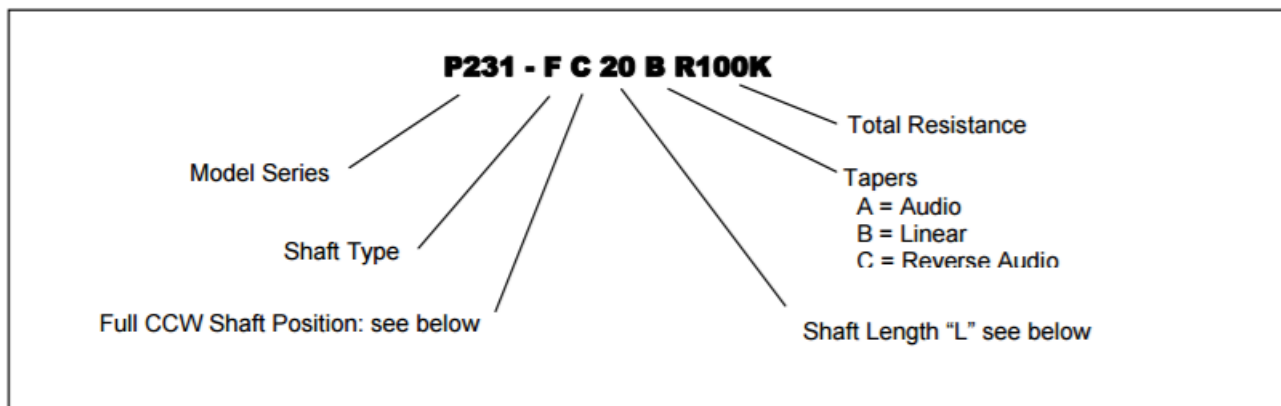 P231 - F C 20 B R100K
Total Resistance
Model Series
Tapers
A = Audio
B = Linear
C = Reverse Audio
Shaft Type
Full CCW Shaft Position: see below
Shaft Length “L” see below